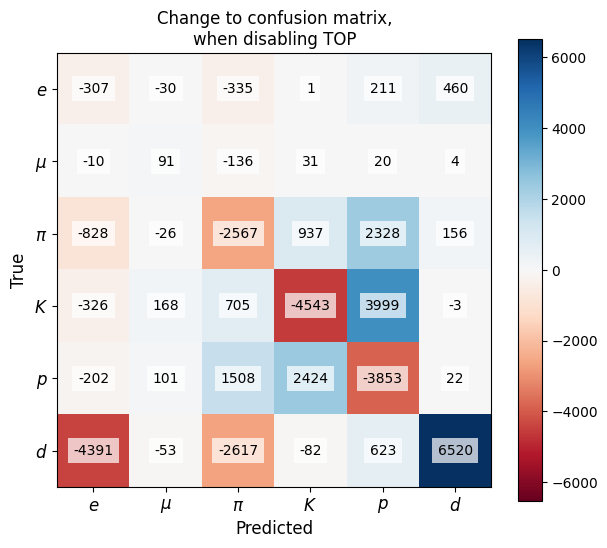 Change to confusion matrix,
when disabling TOP
e -307 -30 -335 1 211 460
μ -10 91 -136 31 20 4
π -828 -26 -2567 937 2328 156
K -326 168 705 -4543 3999 -3
p -202 101 1508 2424 -3853 22
d -4391 -53 -2617 -82 623 6520
e μ π K p d
True
Predicted
6000
4000
2000
0
−2000
−4000
−6000